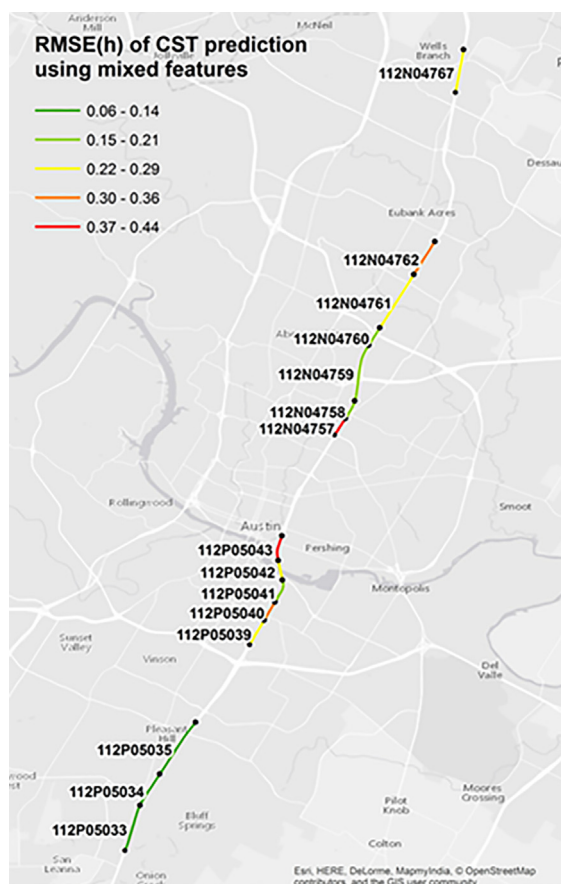 Anderson
Mill
McNeil
Jollyville
Wells
Branch
RMSE(h) of CST prediction
using mixed features
112N04767
0.06 - 0.14
0.15 - 0.21
0.22 - 0.29
0.30 - 0.36
0.37 - 0.44
Dessau
Eubank Acres
112N04762
112N04761
112N04760
112N04759
112N04758
112N04757
Rollingwood
Smoot
Austin
Pershing
112P05043
112P05042
Montopolis
112P05041
112P05040
112P05039
Sunset
Valley
Vinson
Del
Valle
Pleasant
Hill
112P05035
112P05034
Bluff
Springs
Pilot
Knob
Moores
Crossing
112P05033
Colton
San
Leanna
Onion
Esri, HERE, DeLorme, MapmyIndia, © OpenStreetMap
contributors, and the GIS user community